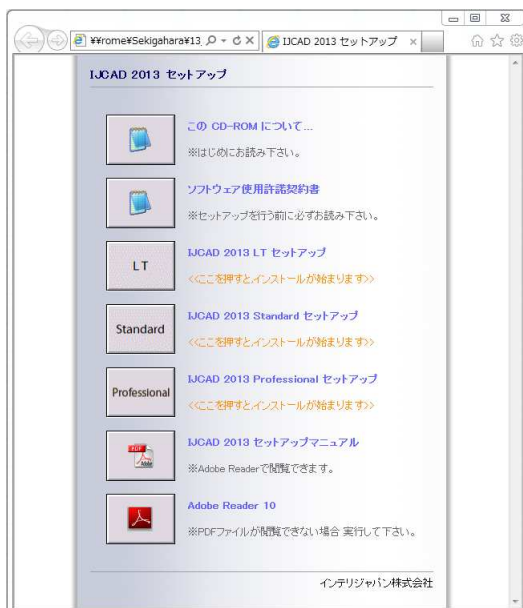 ¥¥rome¥Sekigahara¥13
IJCAD 2013 セットアップ
IJCAD 2013 セットアップ
この CD-ROM について...
※はじめにお読み下さい。
ソフトウェア使用許諾契約書
※セットアップを行う前に必ずお読み下さい。
LT
IJCAD 2013 LT セットアップ
<<ここを押すとインストールが始まります>>
Standard
IJCAD 2013 Standard セットアップ
<<ここを押すとインストールが始まります>>
Professional
IJCAD 2013 Professional セットアップ
<<ここを押すとインストールが始まります>>
PDF
Adobe
IJCAD 2013 セットアップマニュアル
※Adobe Readerで閲覧できます。
Adobe Reader 10
※PDFファイルが閲覧できない場合 実行して下さい。
インテリジャパン株式会社